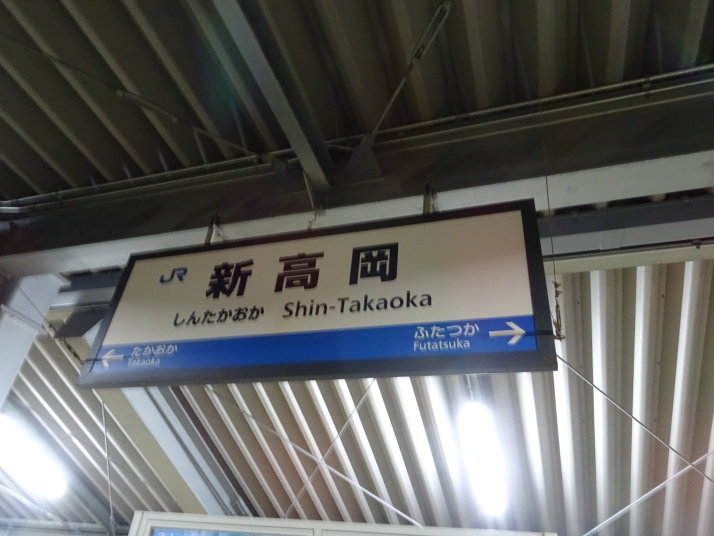 JR 新高岡
しんたかおか Shin-Takaoka
たかおか
Takaoka
ふたつか
Futatsuka